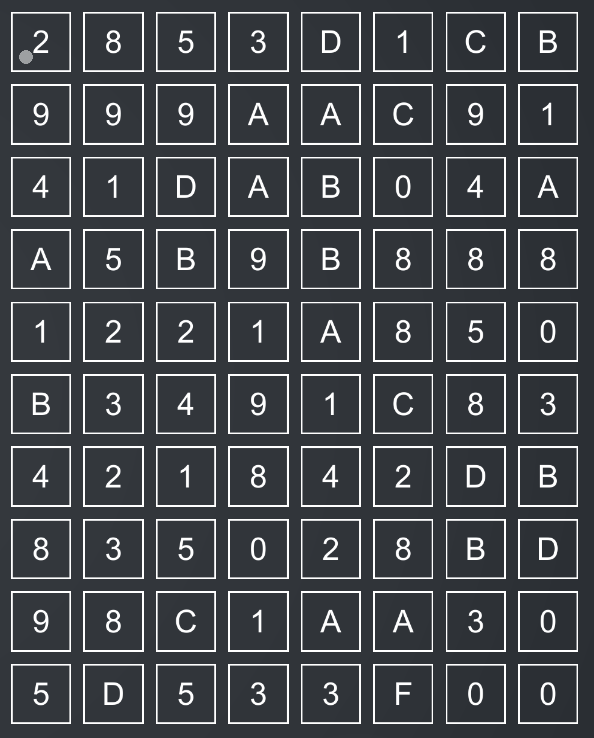 2 8 5 3 D 1 C B
9 9 9 A A C 9 1
4 1 D A B 0 4 A
A 5 B 9 B 8 8 8
1 2 2 1 A 8 5 0
B 3 4 9 1 C 8 3
4 2 1 8 4 2 D B
8 3 5 0 2 8 B D
9 8 C 1 A A 3 0
5 D 5 3 3 F 0 0